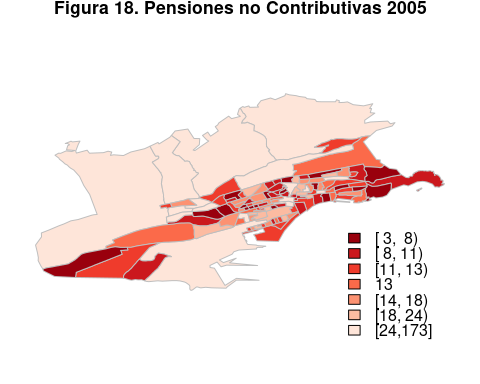 Figura 18. Pensiones no Contributivas 2005
[ 3, 8)
[ 8, 11)
[11, 13)
13
[14, 18)
[18, 24)
[24,173]